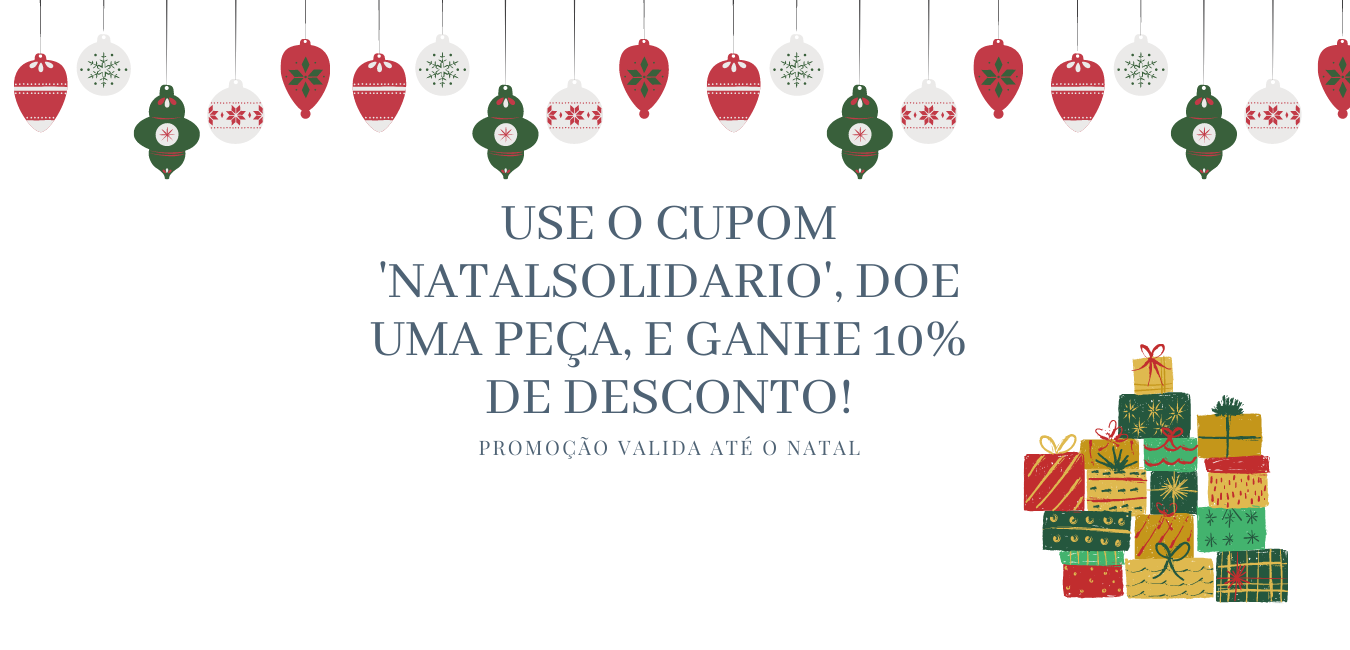 USE O CUPOM
'NATALSOLIDARIO', DOE
UMA PEÇA, E GANHE 10%
DE DESCONTO!
PROMOÇÃO VALIDA ATÉ O NATAL